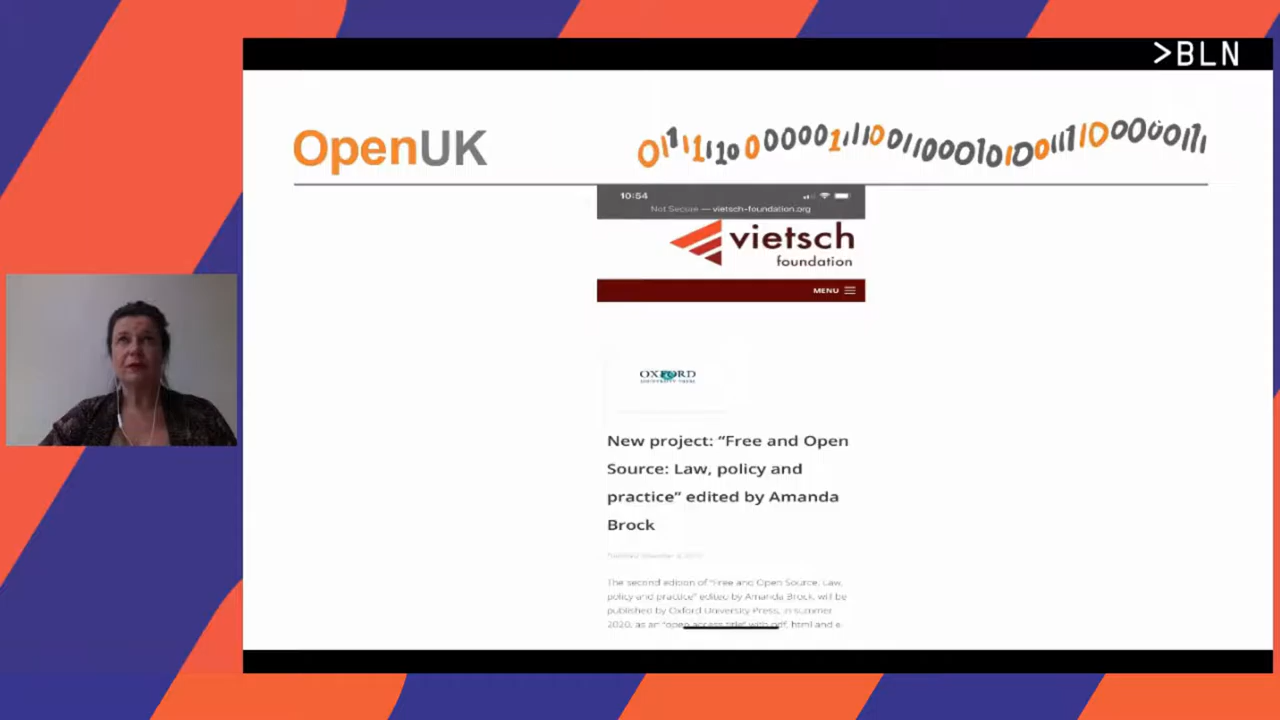 >BLN
OpenUK
10:54
Not Secure — vietsch-foundation.org
vietsch
foundation
MENU
OXFORD
UNIVERSITY PRESS
New project: “Free and Open
Source: Law, policy and
practice” edited by Amanda
Brock
The second edition of “Free and Open Source, Law,
policy and practice” edited by Amanda Brock, will be
published by Oxford University Press, in summer
2020, as an “open access title” with pdf, html and e-